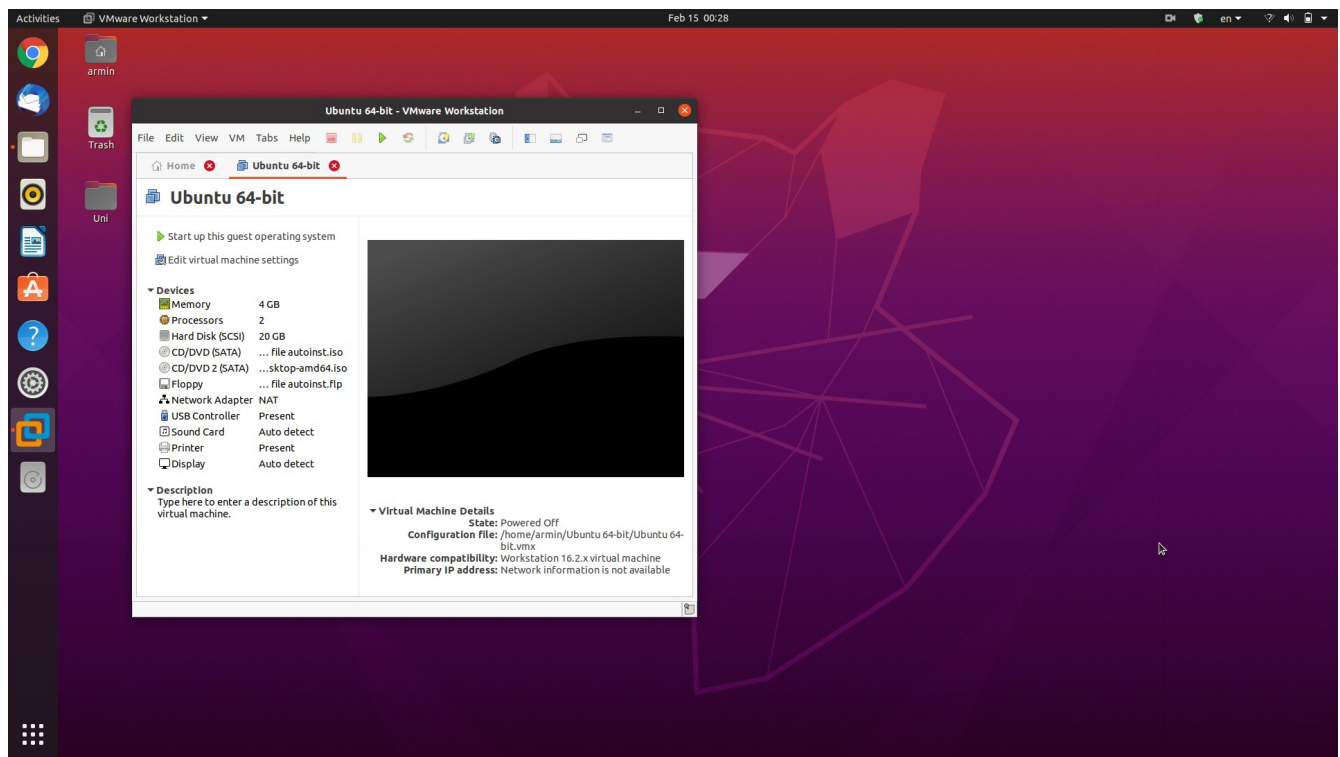 Activities
VMware Workstation
Feb 15 00:28
en
armin
Trash
Uni
Ubuntu 64-bit - VMware Workstation
File Edit View VM Tabs Help
Home
Ubuntu 64-bit
Ubuntu 64-bit
Start up this guest operating system
Edit virtual machine settings
Devices
Memory 4 GB
Processors 2
Hard Disk (SCSI) 20 GB
CD/DVD (SATA) ... file autoinst.iso
CD/DVD 2 (SATA) ...sktop-amd64.iso
Floppy ... file autoinst.flp
Network Adapter NAT
USB Controller Present
Sound Card Auto detect
Printer Present
Display Auto detect
Description
Type here to enter a description of this
virtual machine.
Virtual Machine Details
State: Powered Off
Configuration file: /home/armin/Ubuntu 64-bit/Ubuntu 64-
bit.vmx
Hardware compatibility: Workstation 16.2.x virtual machine
Primary IP address: Network information is not available